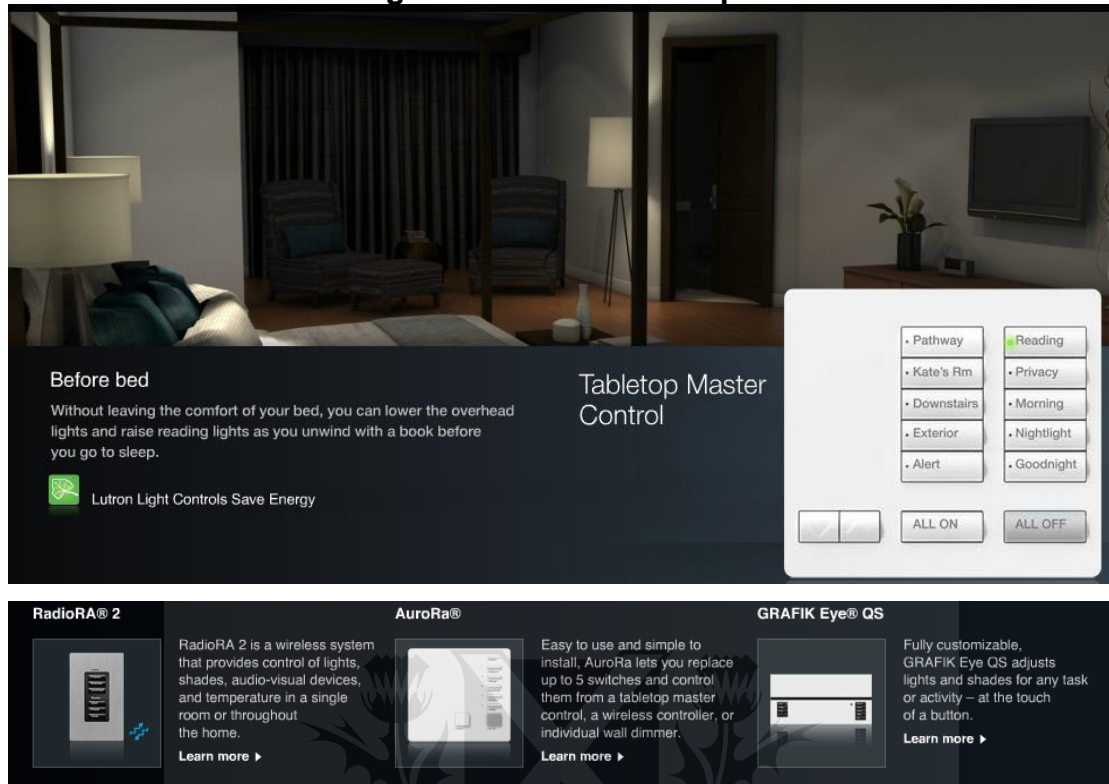 Before bed
Without leaving the comfort of your bed, you can lower the overhead
lights and raise reading lights as you unwind with a book before
you go to sleep.
Lutron Light Controls Save Energy
Tabletop Master
Control
Pathway
Kate's Rm
Downstairs
Exterior
Alert
Reading
Privacy
Morning
Nightlight
Goodnight
ALL ON
ALL OFF
RadioRA® 2
RadioRA 2 is a wireless system
that provides control of lights,
shades, audio-visual devices,
and temperature in a single
room or throughout
the home.
Learn more
AuroRa®
Easy to use and simple to
install, AuroRa lets you replace
up to 5 switches and control
them from a tabletop master
control, a wireless controller, or
individual wall dimmer.
Learn more
GRAFIK Eye® QS
Fully customizable,
GRAFIK Eye QS adjusts
lights and shades for any task
or activity – at the touch
of a button.
Learn more